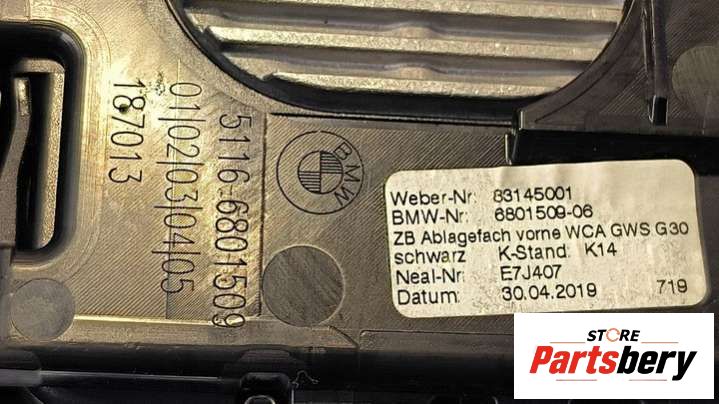 5116-6801509
01|02|03|04|05
187013
BMW
Weber-Nr: 83145001
BMW-Nr: 6801509-06
ZB Ablagefach vorne WCA GWS G30
schwarz K-Stand: K14
Neal-Nr: E7J407
Datum: 30.04.2019 719
STORE
Partsbery